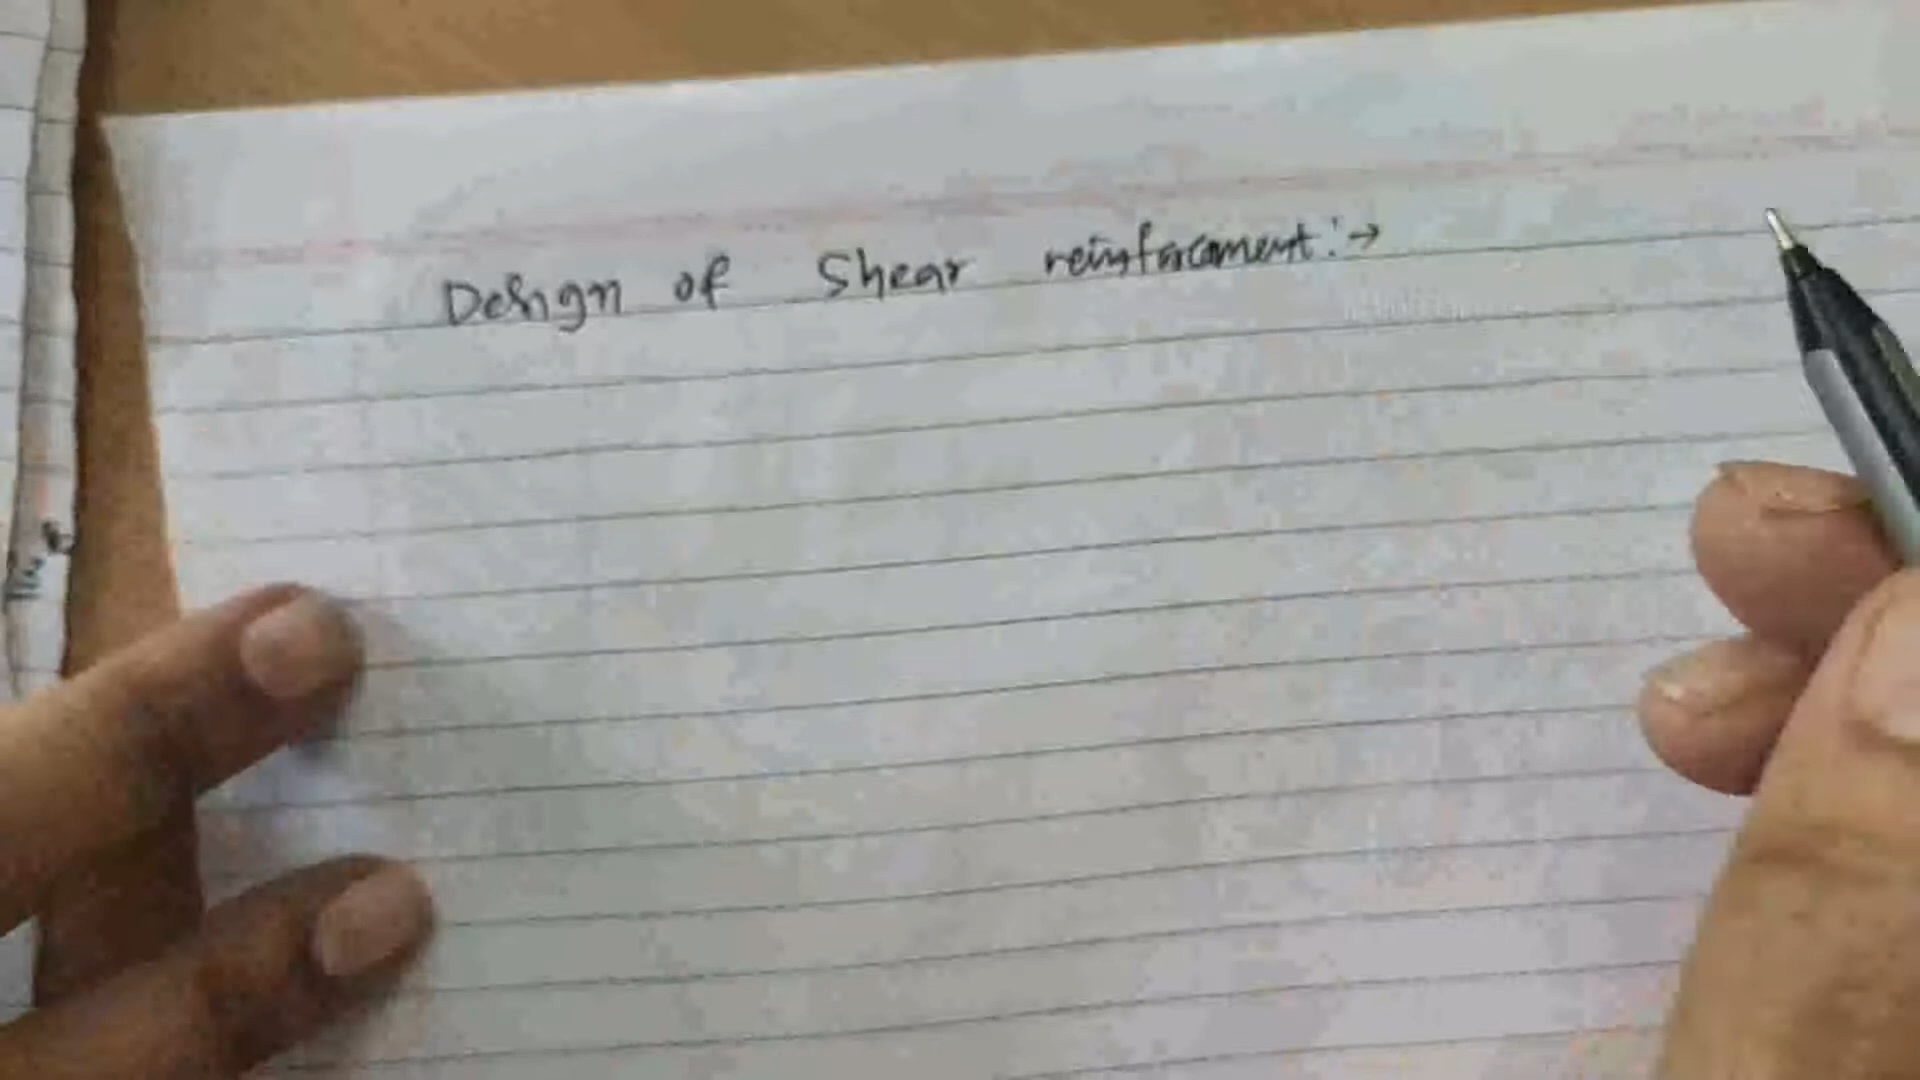 Design of Shear reinforcement:→